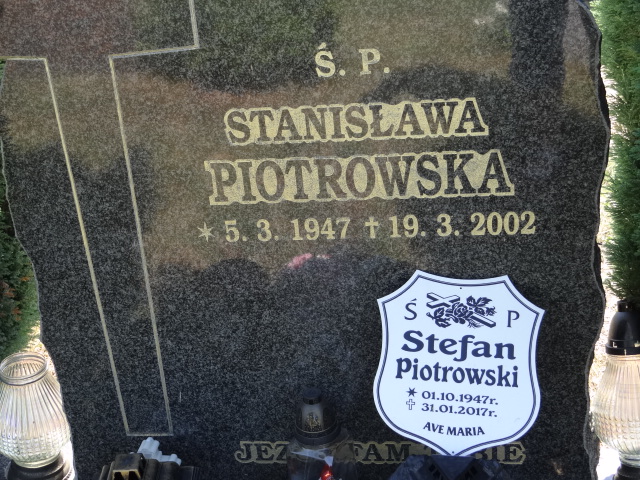 Ś. P.
STANISŁAWA
PIOTROWSKA
* 5. 3. 1947 † 19. 3. 2002
Ś P
Stefan
Piotrowski
* 01.10.1947r.
† 31.01.2017r.
AVE MARIA